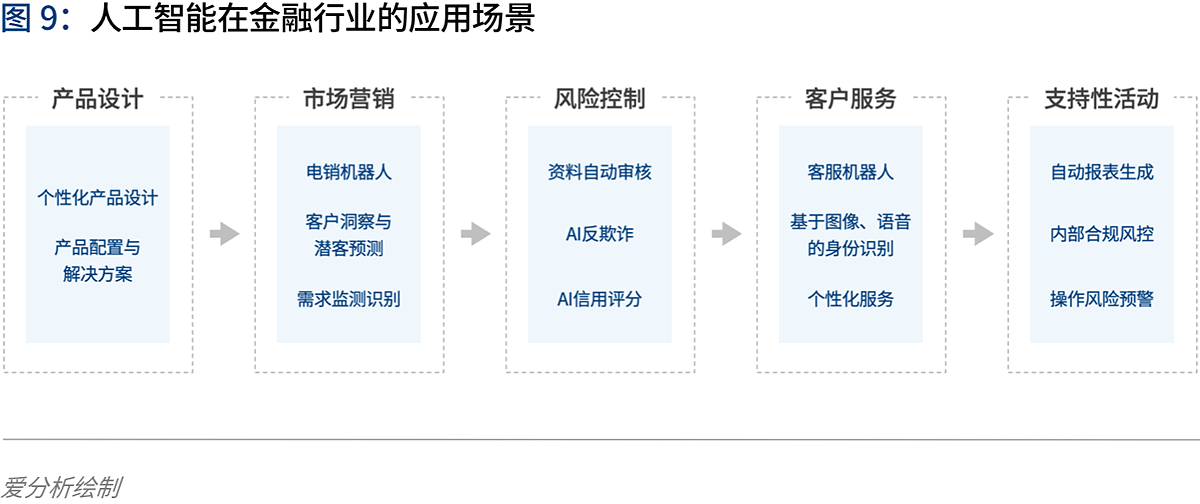 图 9：人工智能在金融行业的应用场景
产品设计
个性化产品设计
产品配置与
解决方案
市场营销
电销机器人
客户洞察与
潜客预测
需求监测识别
风险控制
资料自动审核
AI反欺诈
AI信用评分
客户服务
客服机器人
基于图像、语音
的身份识别
个性化服务
支持性活动
自动报表生成
内部合规风控
操作风险预警
爱分析绘制